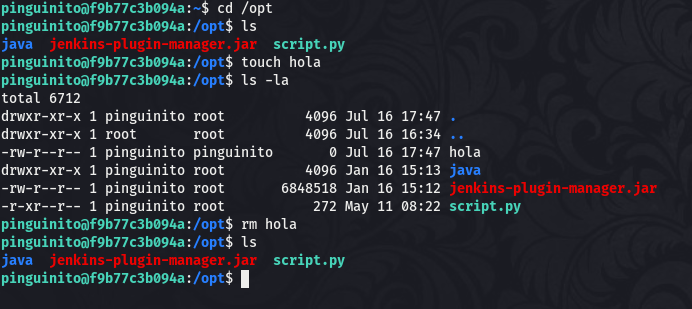 pinguinito@f9b77c3b094a:~$ cd /opt
pinguinito@f9b77c3b094a:/opt$ ls
java  jenkins-plugin-manager.jar  script.py
pinguinito@f9b77c3b094a:/opt$ touch hola
pinguinito@f9b77c3b094a:/opt$ ls -la
total 6712
drwxr-xr-x 1 pinguinito root          4096 Jul 16 17:47 .
drwxr-xr-x 1 root       root          4096 Jul 16 16:34 ..
-rw-r--r-- 1 pinguinito pinguinito       0 Jul 16 17:47 hola
drwxr-xr-x 1 pinguinito root          4096 Jan 16 15:13 java
-rw-r--r-- 1 pinguinito root       6848518 Jan 16 15:12 jenkins-plugin-manager.jar
-r-xr--r-- 1 pinguinito root           272 May 11 08:22 script.py
pinguinito@f9b77c3b094a:/opt$ rm hola
pinguinito@f9b77c3b094a:/opt$ ls
java  jenkins-plugin-manager.jar  script.py
pinguinito@f9b77c3b094a:/opt$